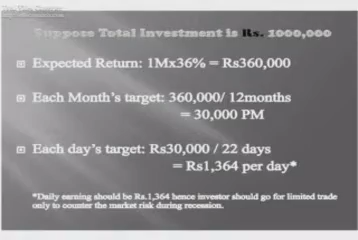 Suppose Total Investment is Rs. 1000,000
Expected Return: 1Mx36% = Rs360,000
Each Month's target: 360,000/ 12months
= 30,000 PM
Each day's target: Rs30,000 / 22 days
= Rs1,364 per day*
*Daily earning should be Rs.1,364 hence investor should go for limited trade
only to counter the market risk during recession.